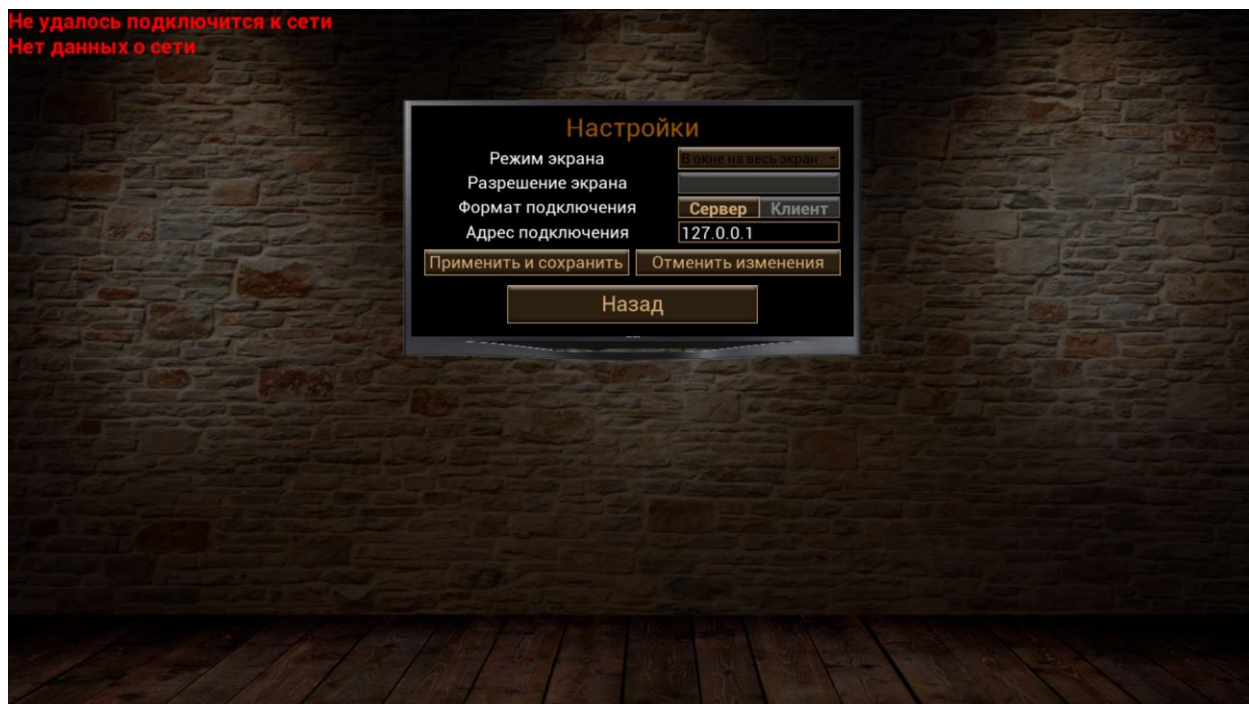 Не удалось подключится к сети
Нет данных о сети
Настройки
Режим экрана В окне на весь экран
Разрешение экрана
Формат подключения Сервер Клиент
Адрес подключения 127.0.0.1
Применить и сохранить Отменить изменения
Назад